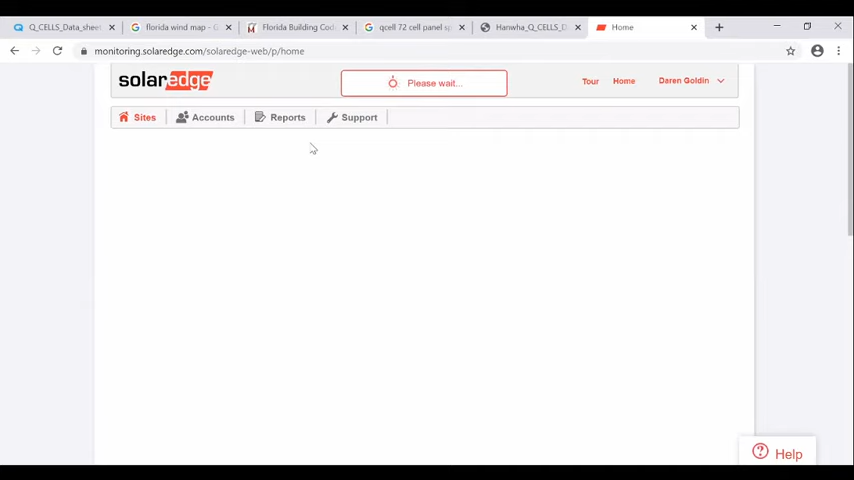 Q_CELLS_Data_sheet
florida wind map - G
Florida Building Cod
qcell 72 cell panel sp
Hanwha_Q_CELLS_D
Home
monitoring.solaredge.com/solaredge-web/p/home
solaredge
Please wait...
Tour
Home
Daren Goldin
Sites
Accounts
Reports
Support
Help